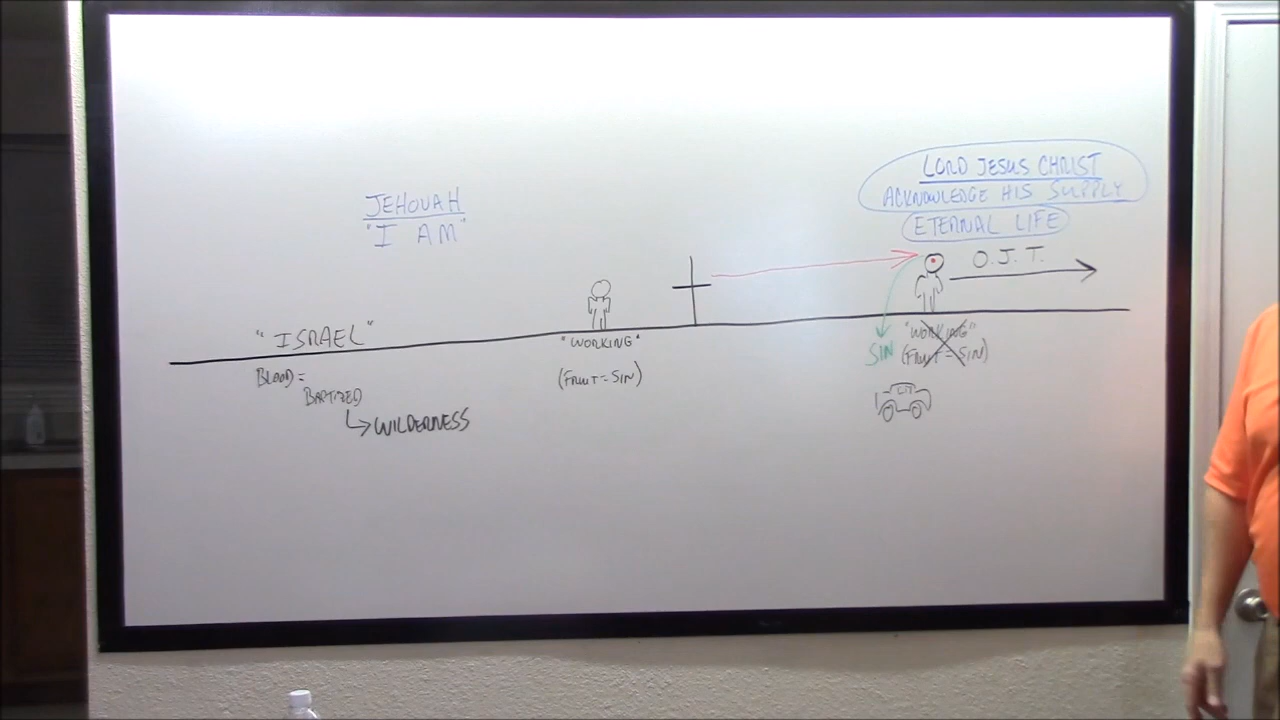 JEHOVAH
"I AM"
"ISRAEL"
BLOOD =
BAPTIZED
WILDERNESS
"WORKING"
(FRUIT = SIN)
LORD JESUS CHRIST
ACKNOWLEDGE HIS SUPPLY
ETERNAL LIFE
O.J.T.
"WORKING"
(FRUIT = SIN)
SIN